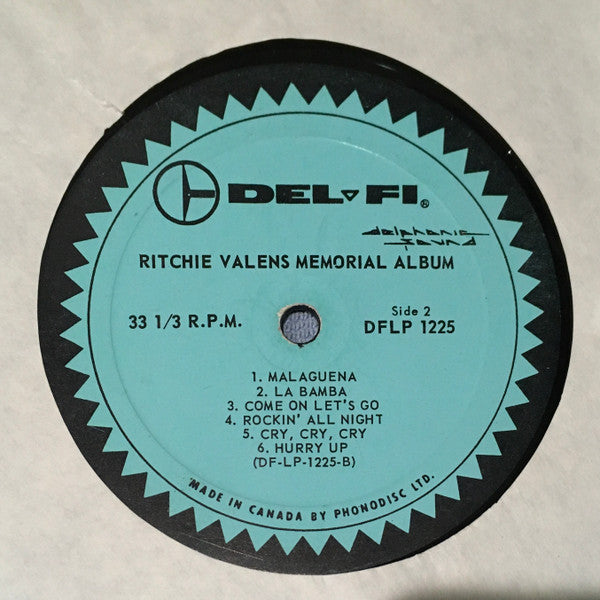 DEL-FI®
delphonic
sound
RITCHIE VALENS MEMORIAL ALBUM
33 1/3 R.P.M.
Side 2
DFLP 1225
1. MALAGUENA
2. LA BAMBA
3. COME ON LET'S GO
4. ROCKIN' ALL NIGHT
5. CRY, CRY, CRY
6. HURRY UP
(DF-LP-1225-B)
MADE IN CANADA BY PHONODISC LTD.